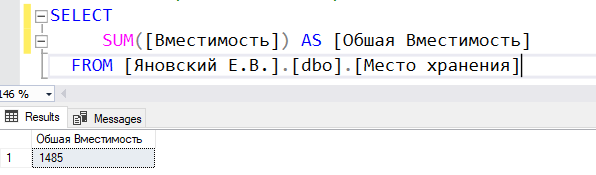 SELECT
SUM([Вместимость]) AS [Обшая Вместимость]
FROM [Яновский Е.В.].[dbo].[Место хранения]
146 %
Results Messages
Обшая Вместимость
1 1485